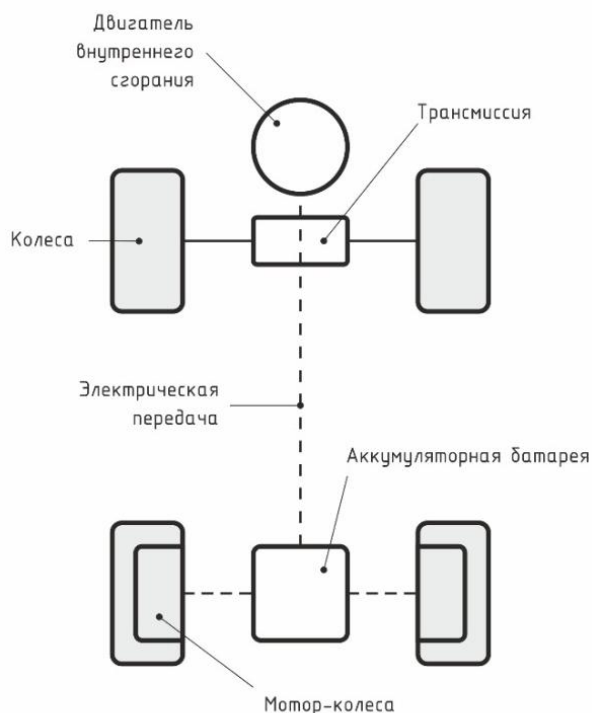 Двигатель
внутреннего
сгорания
Трансмиссия
Колеса
Электрическая
передача
Аккумуляторная батарея
Мотор-колеса